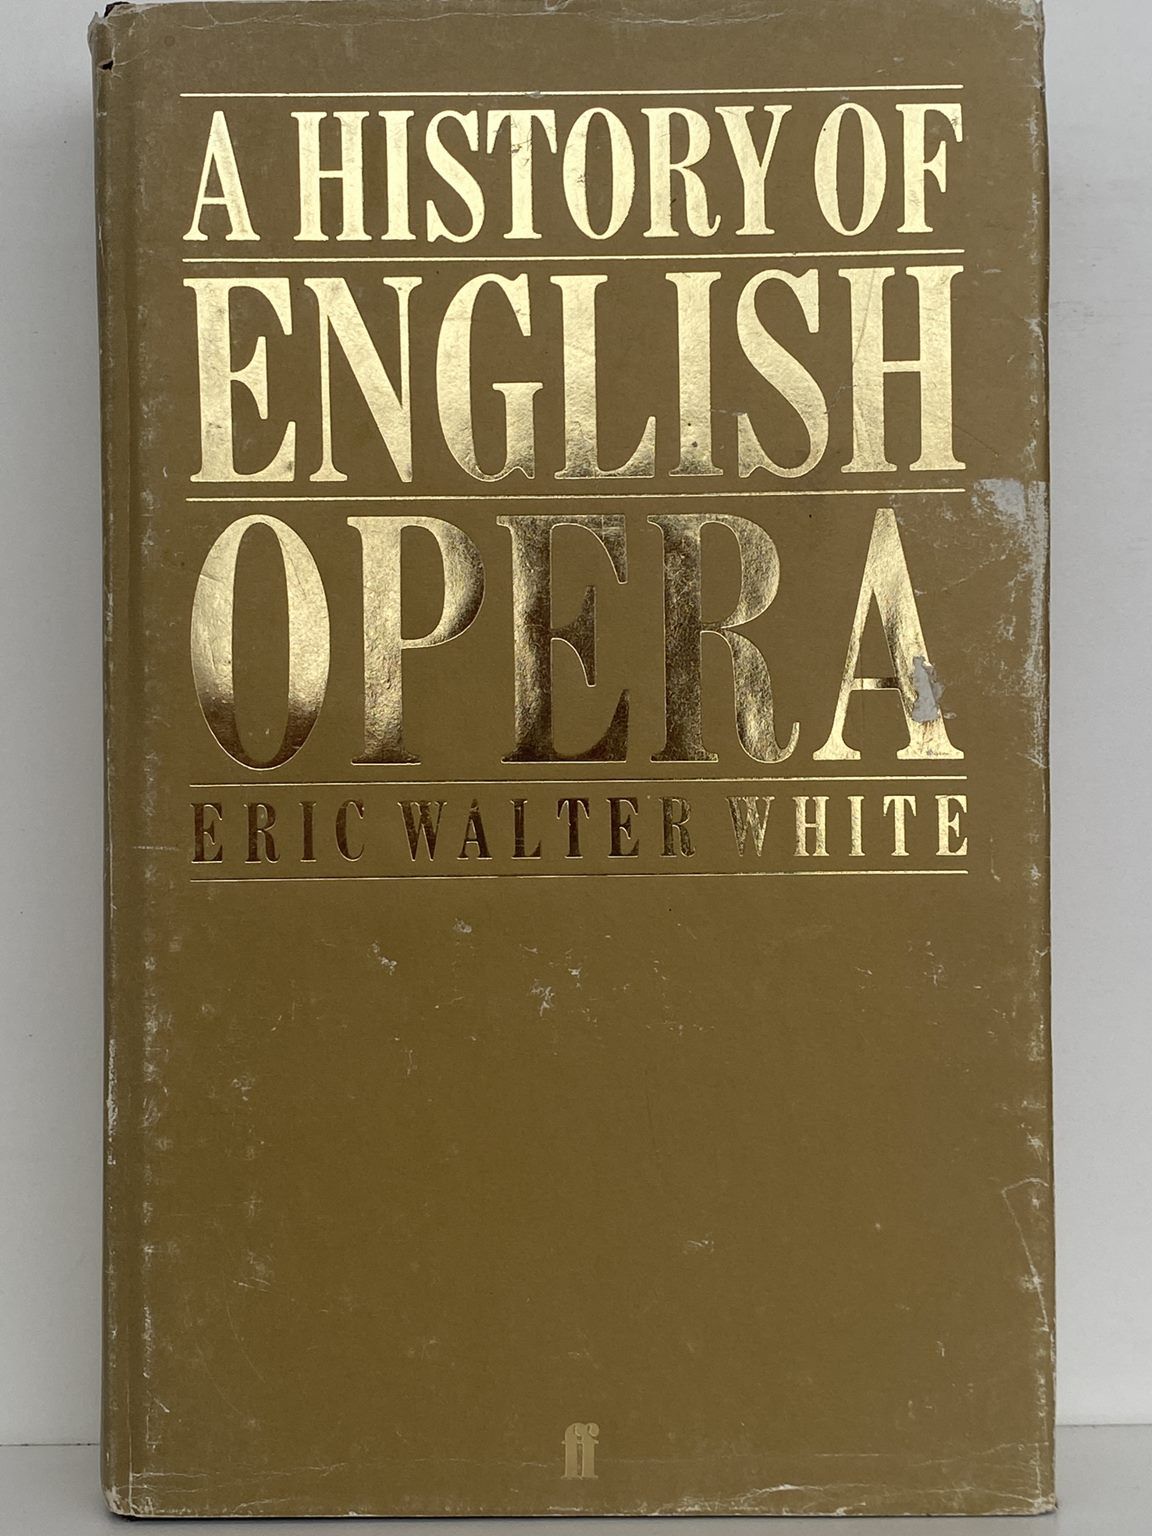 A HISTORY OF
ENGLISH
OPERA
ERIC WALTER WHITE
ff